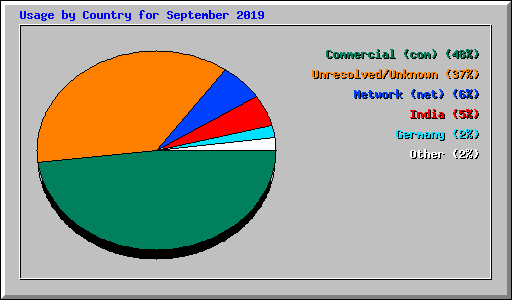 Usage by Country for September 2019
Commercial (com) (48%)
Unresolved/Unknown (37%)
Network (net) (6%)
India (5%)
Germany (2%)
Other (2%)